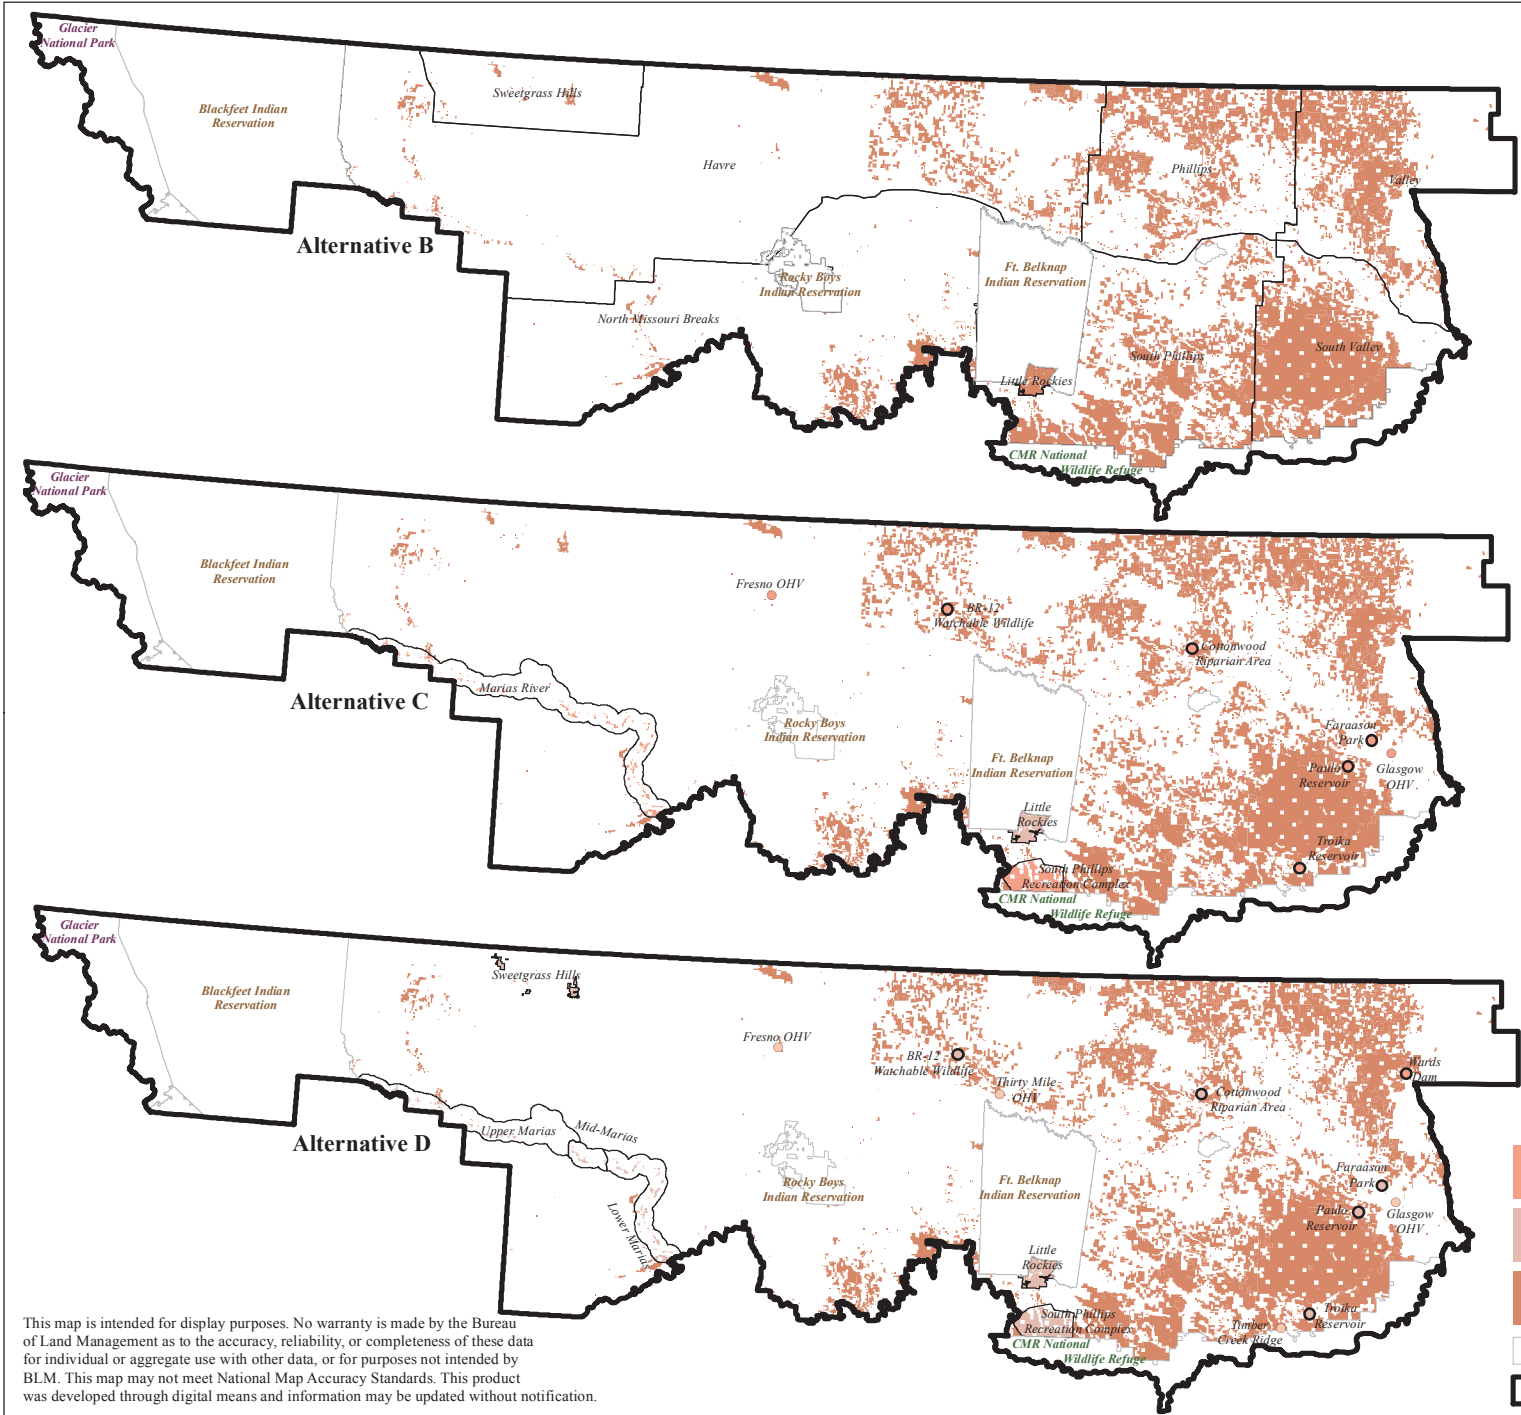 Glacier
National Park
Blackfeet Indian
Reservation
Sweetgrass Hills
Havre
Phillips
Valley
Alternative B
Rocky Boys
Indian Reservation
Ft. Belknap
Indian Reservation
North Missouri Breaks
South Phillips
South Valley
Little Rockies
CMR National
Wildlife Refuge
Glacier
National Park
Blackfeet Indian
Reservation
Fresno OHV
BR-12
Watchable Wildlife
Cottonwood
Riparian Area
Marias River
Alternative C
Rocky Boys
Indian Reservation
Ft. Belknap
Indian Reservation
Faraason
Park
Paulo
Reservoir
Glasgow
OHV
Little
Rockies
Troika
Reservoir
South Phillips
Recreation Complex
CMR National
Wildlife Refuge
Glacier
National Park
Sweetgrass Hills
Blackfeet Indian
Reservation
Fresno OHV
BR-12
Watchable Wildlife
Thirty Mile
OHV
Cottonwood
Riparian Area
Wards
Dam
Upper Marias
Mid-Marias
Lower Marias
Alternative D
Rocky Boys
Indian Reservation
Ft. Belknap
Indian Reservation
Faraason
Park
Paulo
Reservoir
Glasgow
OHV
Little
Rockies
Troika
Reservoir
Timber
Creek Ridge
South Phillips
Recreation Complex
CMR National
Wildlife Refuge
This map is intended for display purposes. No warranty is made by the Bureau
of Land Management as to the accuracy, reliability, or completeness of these data
for individual or aggregate use with other data, or for purposes not intended by
BLM. This map may not meet National Map Accuracy Standards. This product
was developed through digital means and information may be updated without notification.